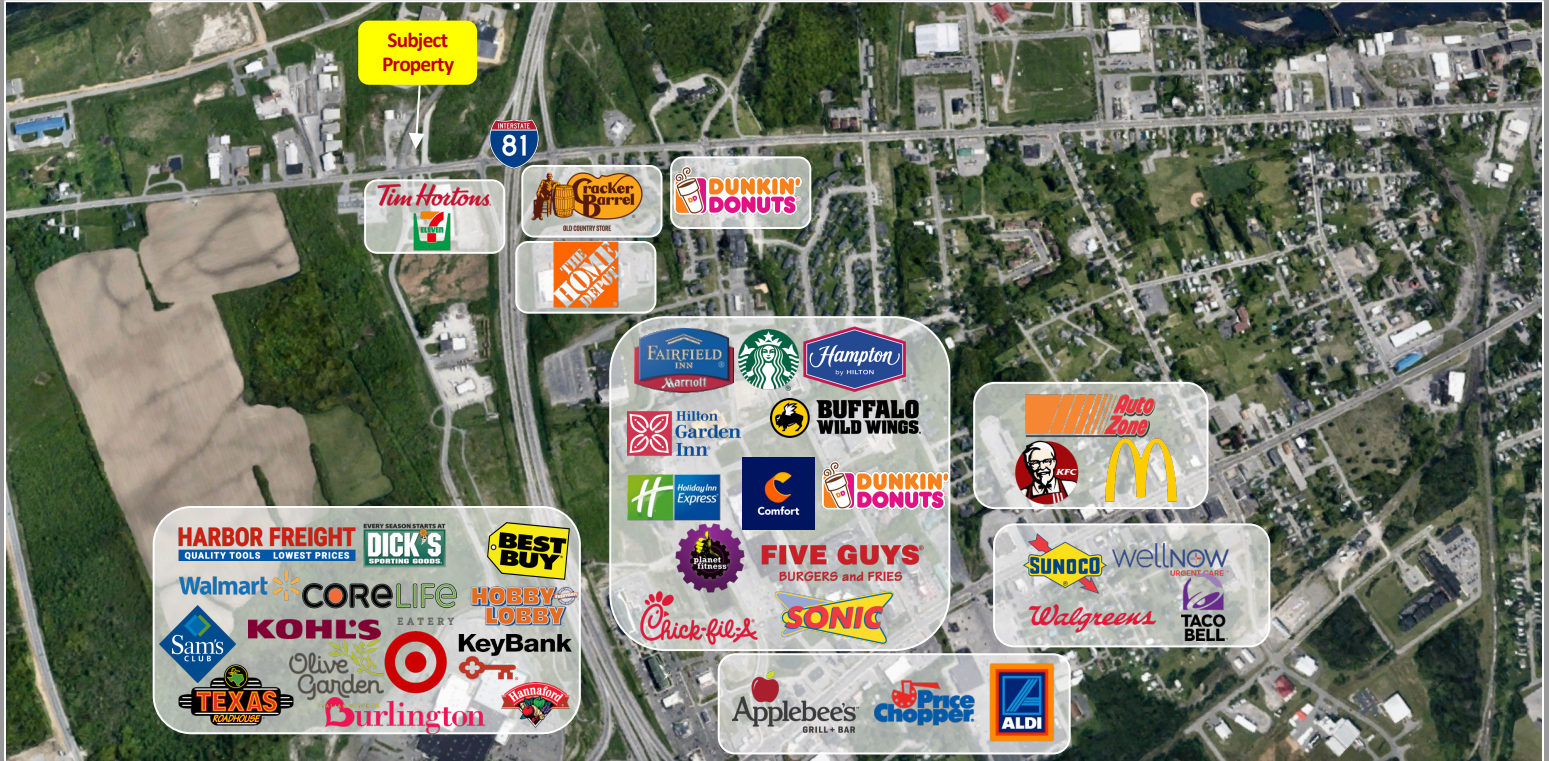 Subject
Property
INTERSTATE
81
Tim Hortons
7
ELEVEN
Cracker
Barrel
OLD COUNTRY STORE
DUNKIN'
DONUTS
DD
THE
HOME
DEPOT
FAIRFIELD
INN
Marriott
Hampton
by HILTON
Hilton
Garden
Inn
BUFFALO
WILD WINGS
H
Holiday Inn
Express
C
Comfort
DUNKIN'
DONUTS
DD
planet
fitness
FIVE GUYS
BURGERS and FRIES
Chick-fil-A
SONIC
Auto
Zone
KFC
M
SUNOCO
wellnow
URGENT CARE
Walgreens
TACO
BELL
HARBOR FREIGHT
QUALITY TOOLS LOWEST PRICES
EVERY SEASON STARTS AT
DICK'S
SPORTING GOODS
BEST
BUY
Walmart
CORELIFE
EATERY
HOBBY
LOBBY
Sam's
CLUB
KOHL'S
Olive
Garden
KeyBank
TEXAS
ROADHOUSE
Burlington
Hannaford
Applebee's
GRILL + BAR
Price
Chopper
A
ALDI